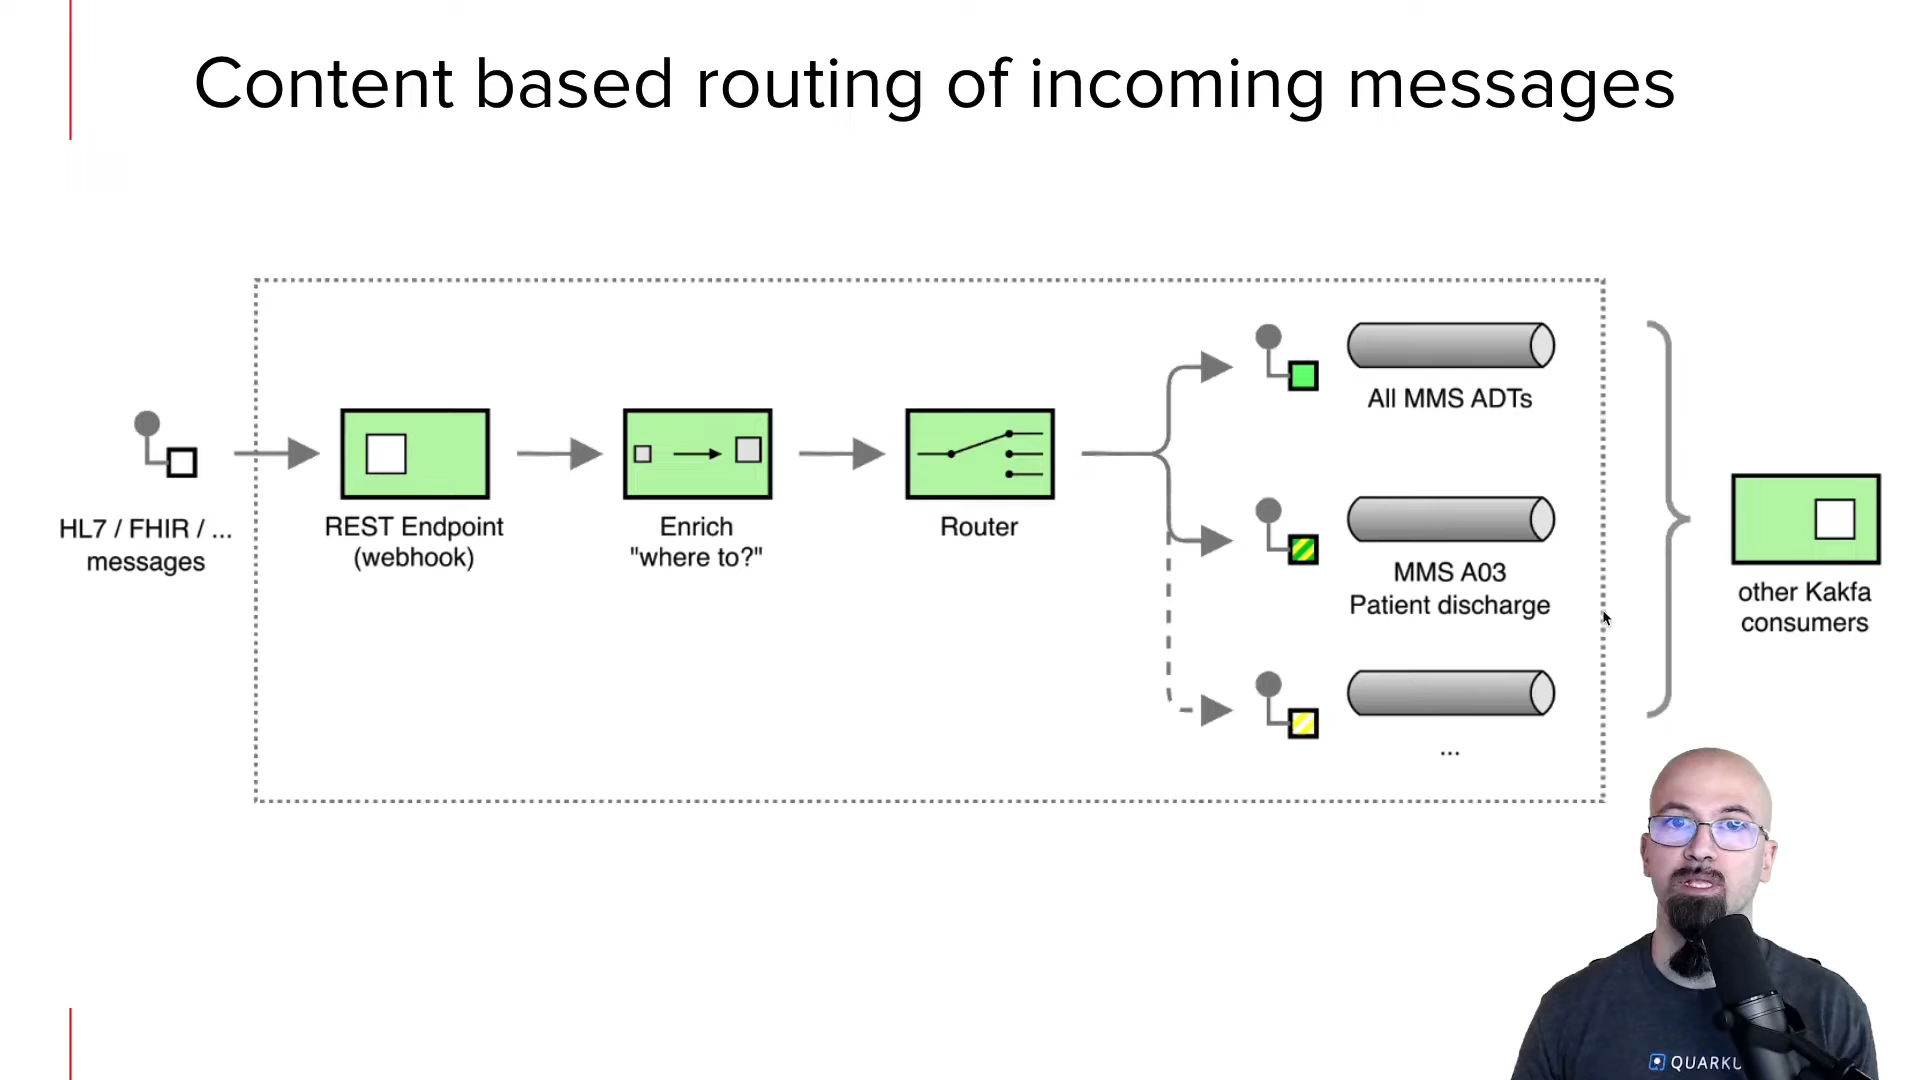 Content based routing of incoming messages
HL7 / FHIR / ...
messages
REST Endpoint
(webhook)
Enrich
"where to?"
Router
All MMS ADTs
MMS A03
Patient discharge
...
other Kakfa
consumers